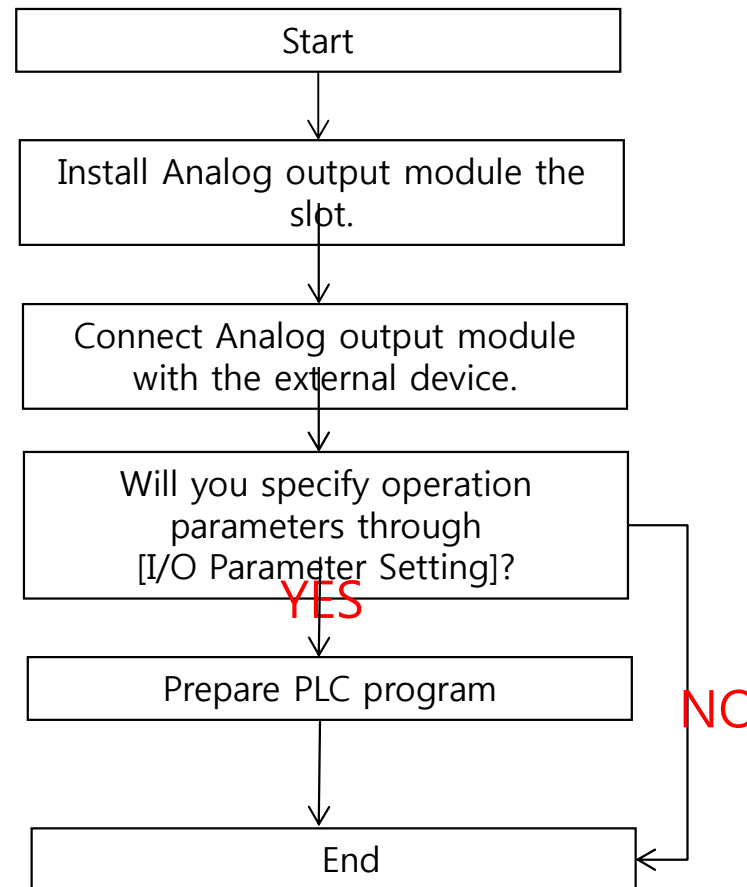 Start
Install Analog output module the
slot.
Connect Analog output module
with the external device.
Will you specify operation
parameters through
[I/O Parameter Setting]?
YES
Prepare PLC program
NO
End